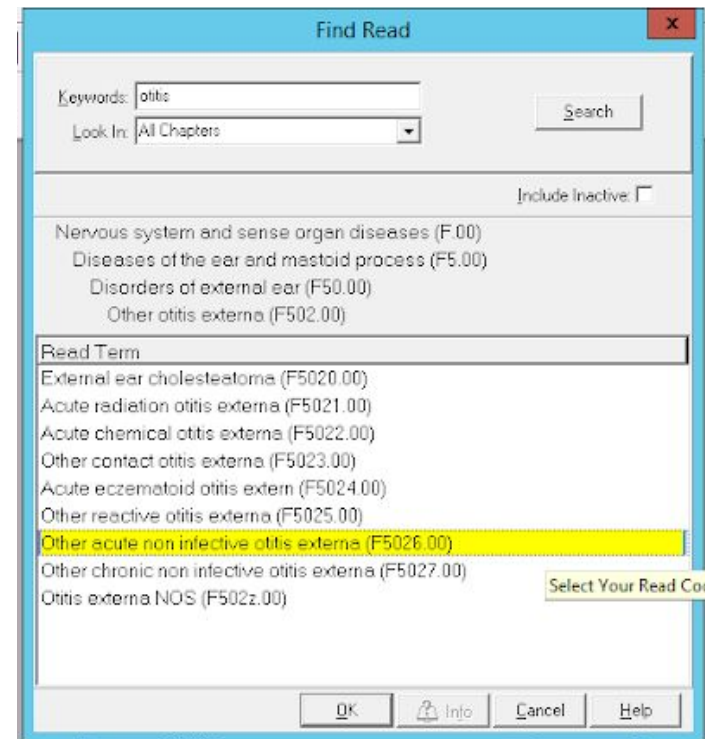 Find Read
x
Keywords: otitis
Search
Look In: All Chapters
Include Inactive:
Nervous system and sense organ diseases (F.00)
Diseases of the ear and mastoid process (F5.00)
Disorders of external ear (F50.00)
Other otitis externa (F502.00)
Read Term
External ear cholesteatoma (F5020.00)
Acute radiation otitis externa (F5021.00)
Acute chemical otitis externa (F5022.00)
Other contact otitis externa (F5023.00)
Acute eczematoid otitis extern (F5024.00)
Other reactive otitis externa (F5025.00)
Other acute non infective otitis externa (F5026.00)
Other chronic non infective otitis externa (F5027.00)
Select Your Read Co
Otitis externa NOS (F502z.00)
OK Info Cancel Help